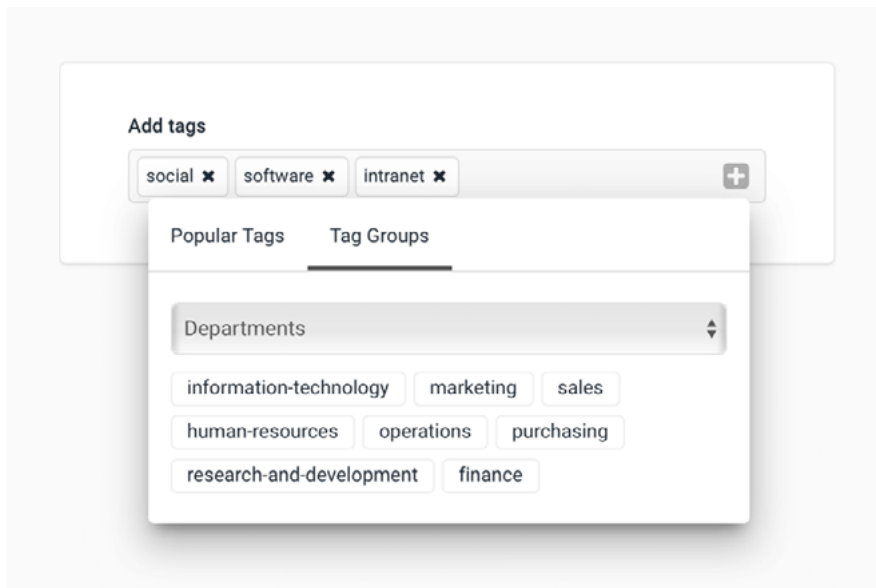 Add tags
social ✖ software ✖ intranet ✖
Popular Tags Tag Groups
Departments
information-technology marketing sales
human-resources operations purchasing
research-and-development finance